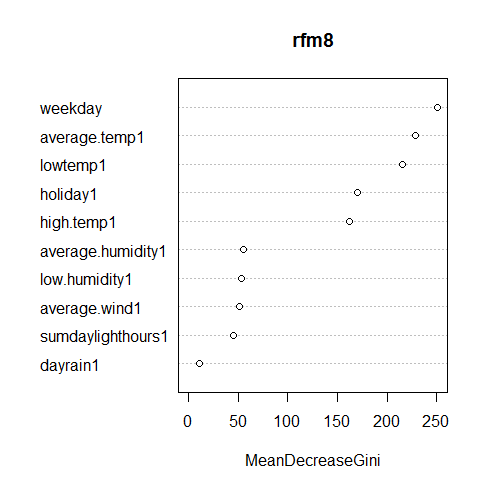 rfm8
weekday
average.temp1
lowtemp1
holiday1
high.temp1
average.humidity1
low.humidity1
average.wind1
sumdaylighthours1
dayrain1
0 50 100 150 200 250
MeanDecreaseGini